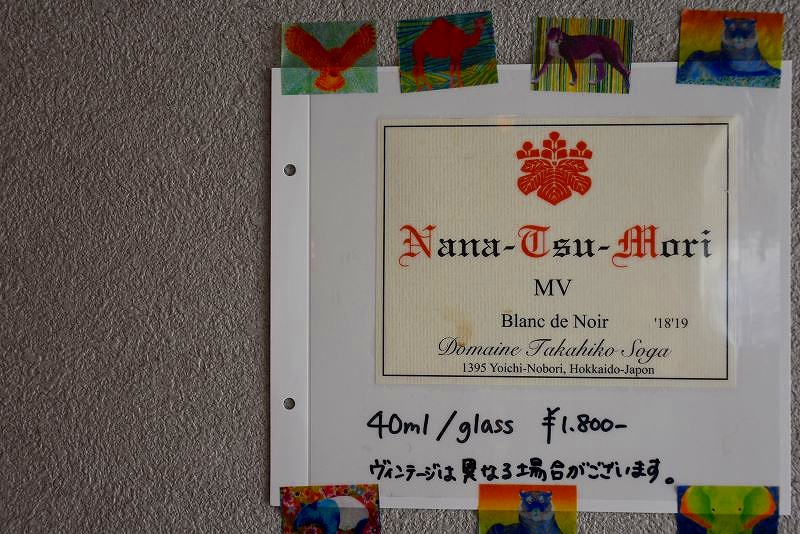 Nana-Tsu-Mori
MV
Blanc de Noir '18'19
Domaine Takahiko Soga
1395 Yoichi-Nobori, Hokkaido-Japon
40ml/glass ¥1.800-
ヴィンテージは異なる場合がございます。